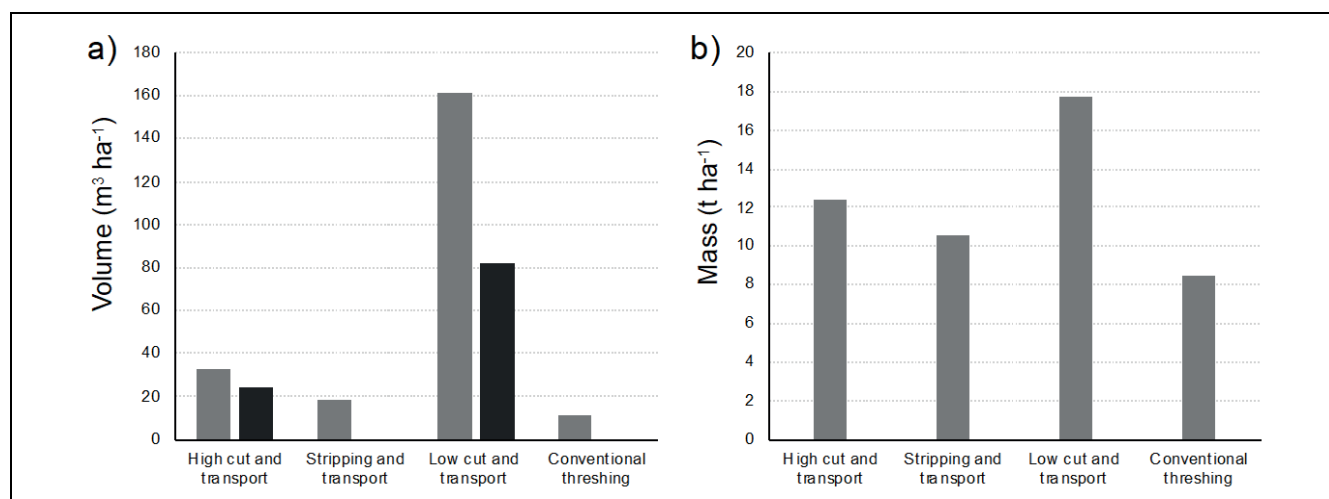 a)
Volume (m³ ha⁻¹)
180
160
140
120
100
80
60
40
20
0
High cut and
transport
Stripping and
transport
Low cut and
transport
Conventional
threshing
b)
Mass (t ha⁻¹)
20
18
16
14
12
10
8
6
4
2
0
High cut and
transport
Stripping and
transport
Low cut and
transport
Conventional
threshing